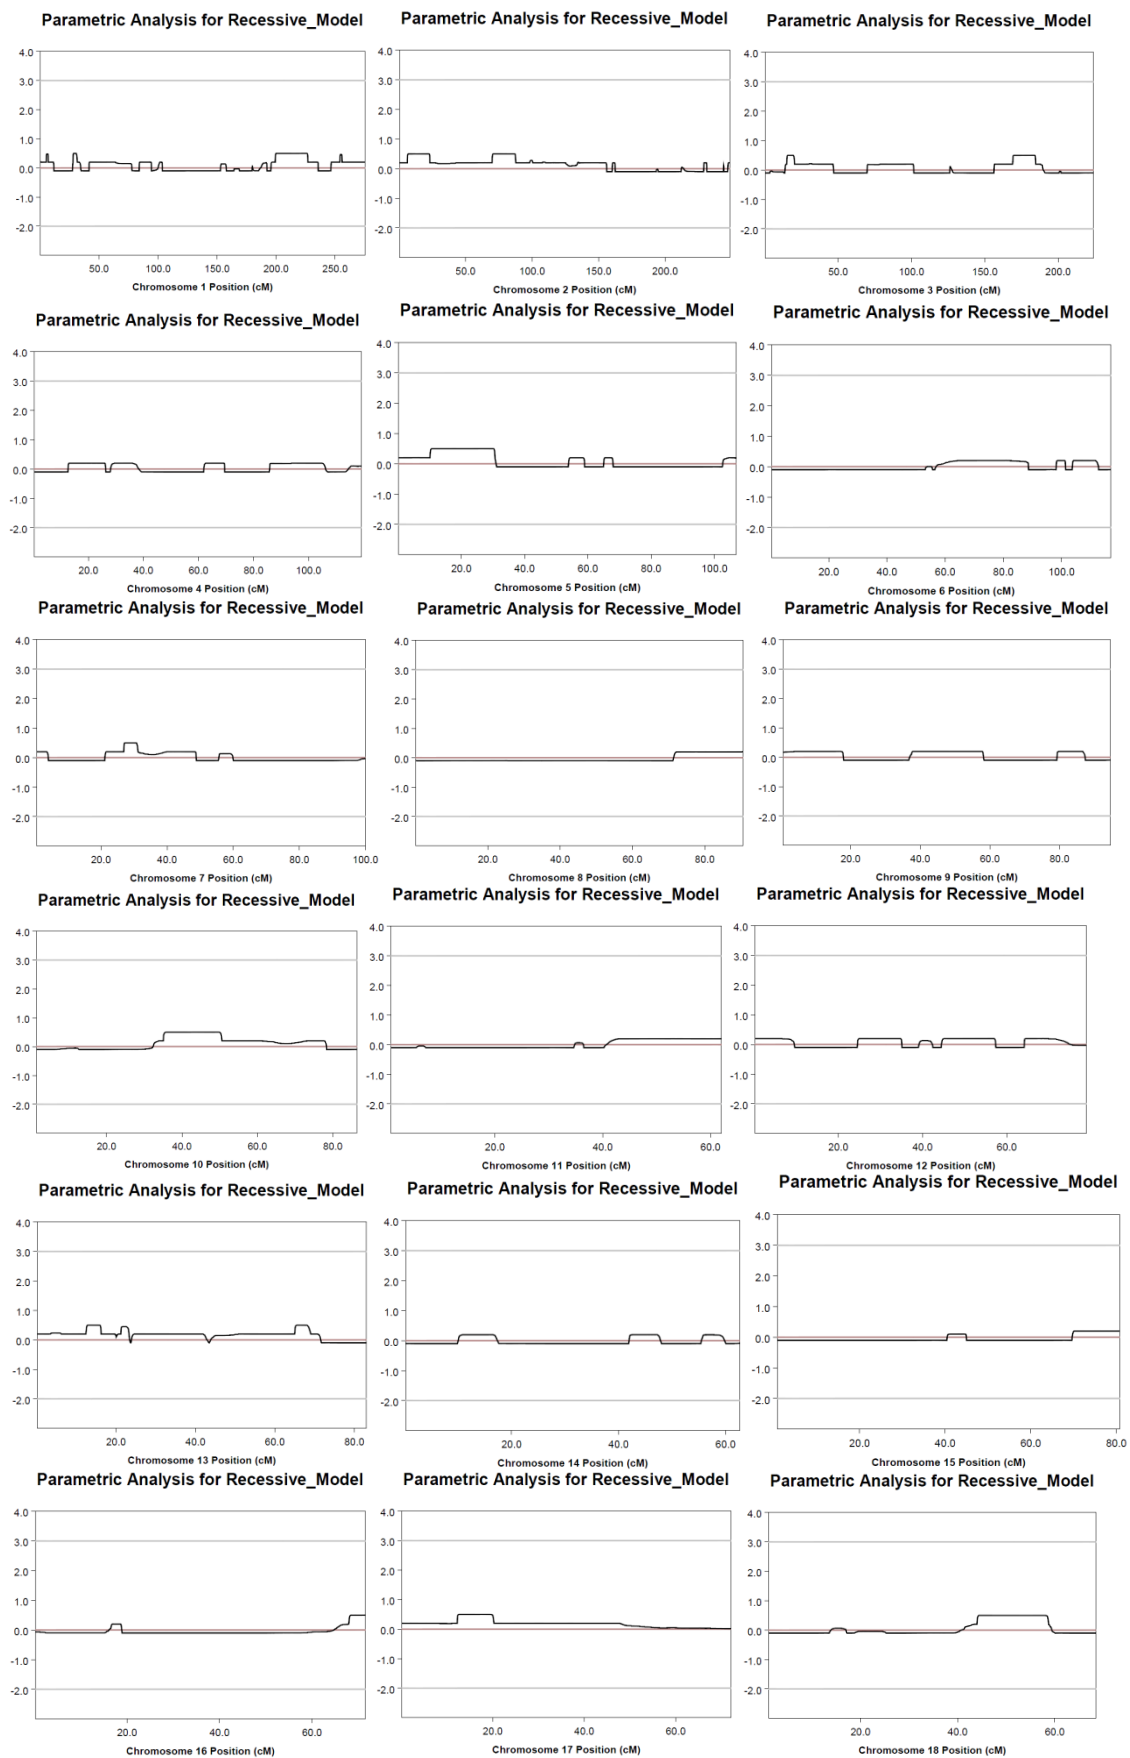 Parametric Analysis for Recessive_Model
4.0
3.0
2.0
1.0
0.0
-1.0
-2.0
50.0 100.0 150.0 200.0 250.0
Chromosome 1 Position (cM)
Parametric Analysis for Recessive_Model
4.0
3.0
2.0
1.0
0.0
-1.0
-2.0
50.0 100.0 150.0 200.0
Chromosome 2 Position (cM)
Parametric Analysis for Recessive_Model
4.0
3.0
2.0
1.0
0.0
-1.0
-2.0
50.0 100.0 150.0 200.0
Chromosome 3 Position (cM)
Parametric Analysis for Recessive_Model
4.0
3.0
2.0
1.0
0.0
-1.0
-2.0
20.0 40.0 60.0 80.0 100.0
Chromosome 4 Position (cM)
Parametric Analysis for Recessive_Model
4.0
3.0
2.0
1.0
0.0
-1.0
-2.0
20.0 40.0 60.0 80.0 100.0
Chromosome 5 Position (cM)
Parametric Analysis for Recessive_Model
4.0
3.0
2.0
1.0
0.0
-1.0
-2.0
20.0 40.0 60.0 80.0 100.0
Chromosome 6 Position (cM)
Parametric Analysis for Recessive_Model
4.0
3.0
2.0
1.0
0.0
-1.0
-2.0
20.0 40.0 60.0 80.0 100.0
Chromosome 7 Position (cM)
Parametric Analysis for Recessive_Model
4.0
3.0
2.0
1.0
0.0
-1.0
-2.0
20.0 40.0 60.0 80.0
Chromosome 8 Position (cM)
Parametric Analysis for Recessive_Model
4.0
3.0
2.0
1.0
0.0
-1.0
-2.0
20.0 40.0 60.0 80.0
Chromosome 9 Position (cM)
Parametric Analysis for Recessive_Model
4.0
3.0
2.0
1.0
0.0
-1.0
-2.0
20.0 40.0 60.0 80.0
Chromosome 10 Position (cM)
Parametric Analysis for Recessive_Model
4.0
3.0
2.0
1.0
0.0
-1.0
-2.0
20.0 40.0 60.0
Chromosome 11 Position (cM)
Parametric Analysis for Recessive_Model
4.0
3.0
2.0
1.0
0.0
-1.0
-2.0
20.0 40.0 60.0
Chromosome 12 Position (cM)
Parametric Analysis for Recessive_Model
4.0
3.0
2.0
1.0
0.0
-1.0
-2.0
20.0 40.0 60.0 80.0
Chromosome 13 Position (cM)
Parametric Analysis for Recessive_Model
4.0
3.0
2.0
1.0
0.0
-1.0
-2.0
20.0 40.0 60.0
Chromosome 14 Position (cM)
Parametric Analysis for Recessive_Model
4.0
3.0
2.0
1.0
0.0
-1.0
-2.0
20.0 40.0 60.0 80.0
Chromosome 15 Position (cM)
Parametric Analysis for Recessive_Model
4.0
3.0
2.0
1.0
0.0
-1.0
-2.0
20.0 40.0 60.0
Chromosome 16 Position (cM)
Parametric Analysis for Recessive_Model
4.0
3.0
2.0
1.0
0.0
-1.0
-2.0
20.0 40.0 60.0
Chromosome 17 Position (cM)
Parametric Analysis for Recessive_Model
4.0
3.0
2.0
1.0
0.0
-1.0
-2.0
20.0 40.0 60.0
Chromosome 18 Position (cM)